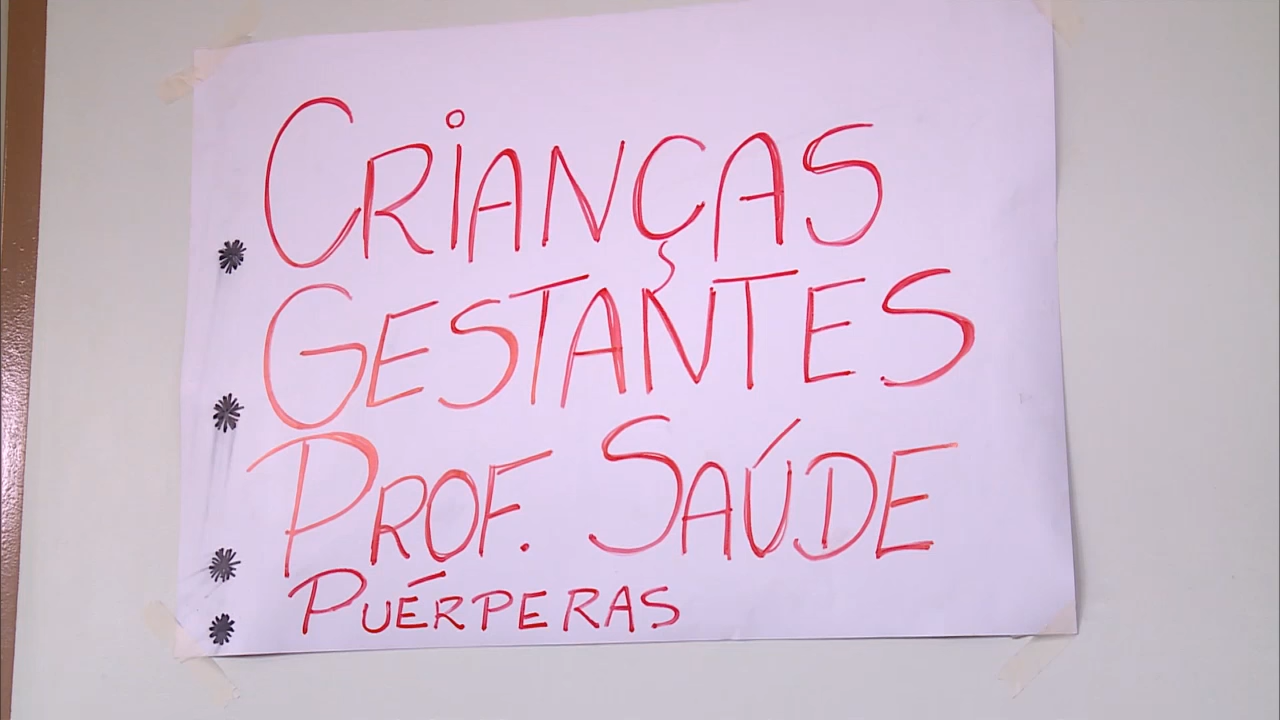 * CRIANÇAS
* GESTANTES
* PROF. SAÚDE
* PUÉRPERAS